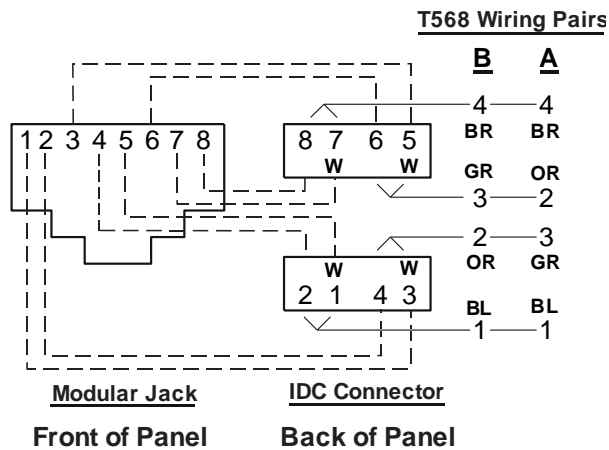 T568 Wiring Pairs
B A
4 4
BR BR
1 2 3 4 5 6 7 8
8 7 6 5
W W
GR OR
3 2
2 3
OR GR
W W
2 1 4 3
BL BL
1 1
Modular Jack IDC Connector
Front of Panel Back of Panel